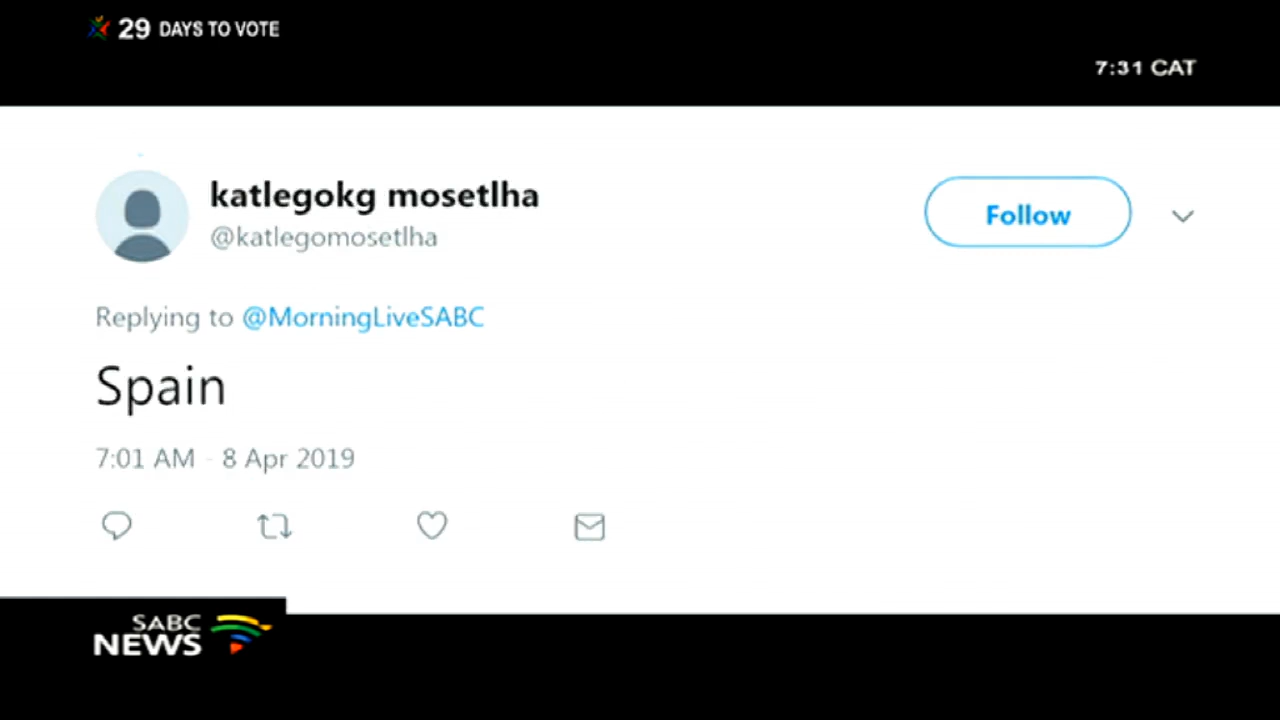 29 DAYS TO VOTE
7:31 CAT
katlegokg mosetlha
@katlegomosetlha
Follow
Replying to @MorningLiveSABC
Spain
7:01 AM - 8 Apr 2019
SABC
NEWS